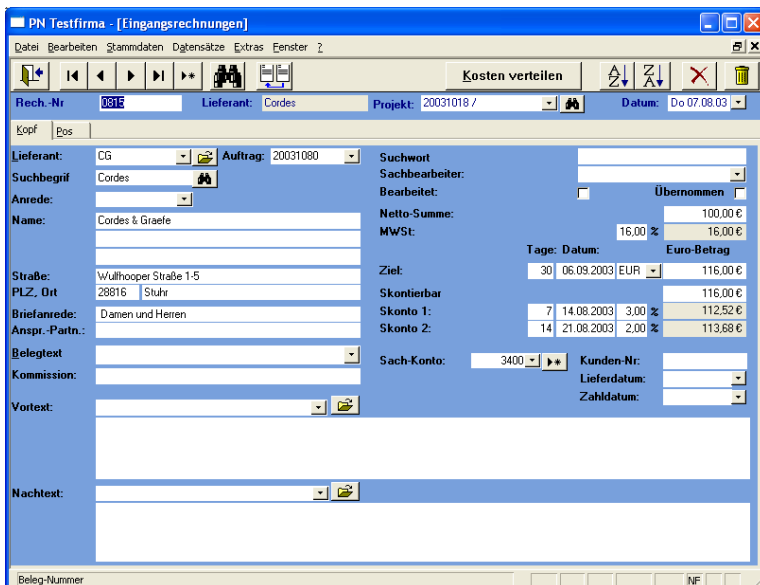 PN Testfirma - [Eingangsrechnungen]
Datei Bearbeiten Stammdaten Datensätze Extras Fenster ?
Kosten verteilen
Rech.-Nr 0815 Lieferant: Cordes Projekt: 20031018 / Datum: Do 07.08.03
Kopf Pos
Lieferant: CG Auftrag: 20031080 Suchwort
Suchbegrif Cordes Sachbearbeiter:
Anrede: Bearbeitet: Übernommen
Name: Cordes & Graefe Netto-Summe: 100,00 €
MWSt: 16,00 % 16,00 €
Tage: Datum: Euro-Betrag
Ziel: 30 06.09.2003 EUR 116,00 €
Straße: Wulfhooper Straße 1-5
PLZ, Ort 28816 Stuhr Skontierbar 116,00 €
Briefanrede: Damen und Herren Skonto 1: 7 14.08.2003 3,00 % 112,52 €
Anspr.-Partn.: Skonto 2: 14 21.08.2003 2,00 % 113,68 €
Belegtext Sach-Konto: 3400 Kunden-Nr:
Kommission: Lieferdatum:
Vortext: Zahldatum:
Nachtext:
Beleg-Nummer NF